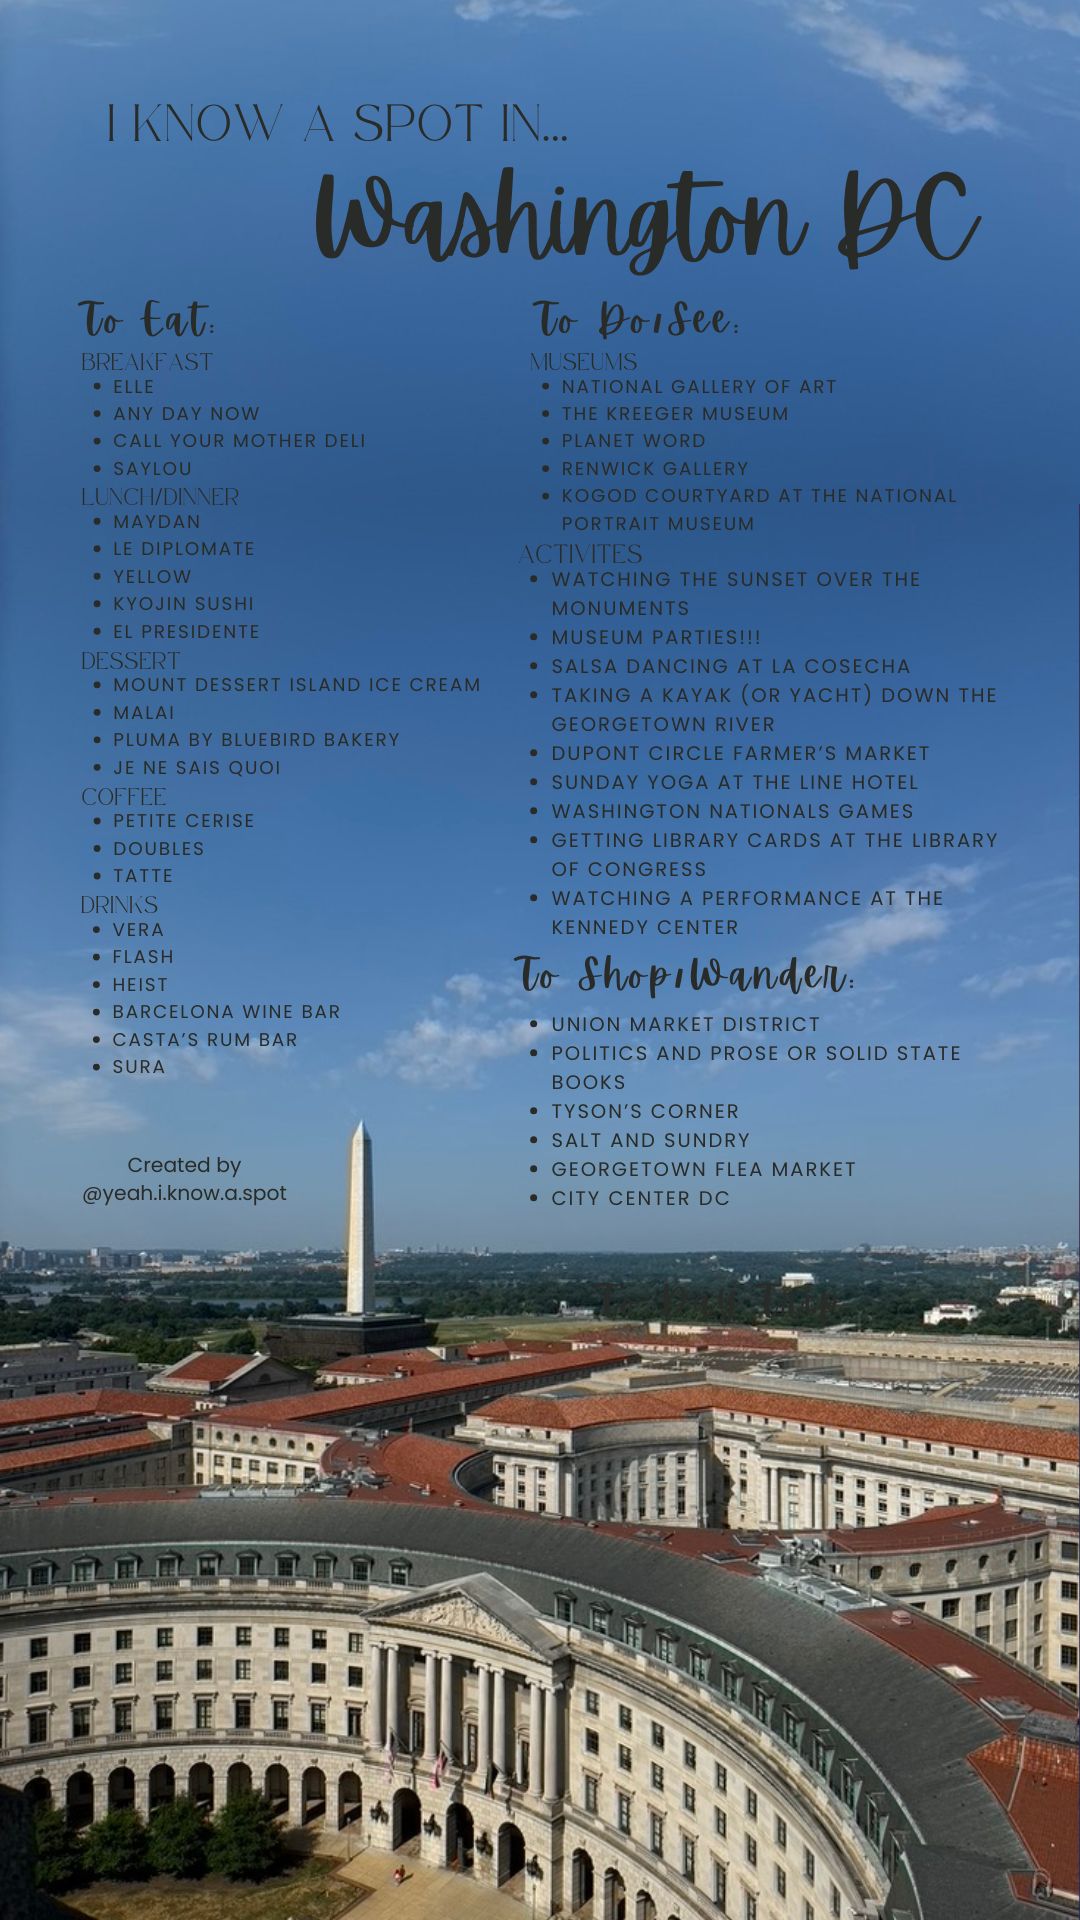 I KNOW A SPOT IN...
Washington DC
To Eat:
BREAKFAST
• ELLE
• ANY DAY NOW
• CALL YOUR MOTHER DELI
• SAYLOU
LUNCH/DINNER
• MAYDAN
• LE DIPLOMATE
• YELLOW
• KYOJIN SUSHI
• EL PRESIDENTE
DESSERT
• MOUNT DESSERT ISLAND ICE CREAM
• MALAI
• PLUMA BY BLUEBIRD BAKERY
• JE NE SAIS QUOI
COFFEE
• PETITE CERISE
• DOUBLES
• TATTE
DRINKS
• VERA
• FLASH
• HEIST
• BARCELONA WINE BAR
• CASTA'S RUM BAR
• SURA
Created by
@yeah.i.know.a.spot
To Do/See:
MUSEUMS
• NATIONAL GALLERY OF ART
• THE KREEGER MUSEUM
• PLANET WORD
• RENWICK GALLERY
• KOGOD COURTYARD AT THE NATIONAL
PORTRAIT MUSEUM
ACTIVITES
• WATCHING THE SUNSET OVER THE
MONUMENTS
• MUSEUM PARTIES!!!
• SALSA DANCING AT LA COSECHA
• TAKING A KAYAK (OR YACHT) DOWN THE
GEORGETOWN RIVER
• DUPONT CIRCLE FARMER'S MARKET
• SUNDAY YOGA AT THE LINE HOTEL
• WASHINGTON NATIONALS GAMES
• GETTING LIBRARY CARDS AT THE LIBRARY
OF CONGRESS
• WATCHING A PERFORMANCE AT THE
KENNEDY CENTER
To Shop/Wander:
• UNION MARKET DISTRICT
• POLITICS AND PROSE OR SOLID STATE
BOOKS
• TYSON'S CORNER
• SALT AND SUNDRY
• GEORGETOWN FLEA MARKET
• CITY CENTER DC